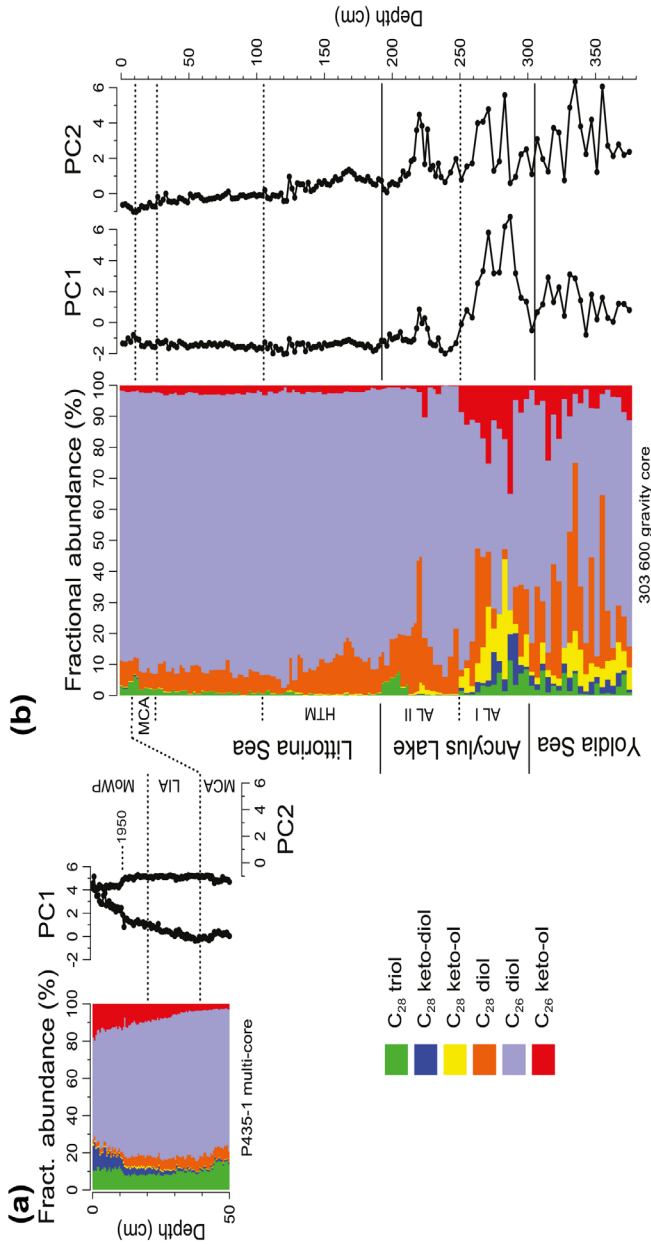 (a)
Fract. abundance (%)
0 20 40 60 80 100
PC1
-2 0 2 4 6
PC2
0 2 4 6
Depth (cm)
0
50
P435-1 multi-core
1950
MoWP
LIA
MCA
C28 triol
C28 keto-diol
C28 keto-ol
C28 diol
C26 diol
C26 keto-ol
(b)
Fractional abundance (%)
0 10 20 30 40 50 60 70 80 90 100
PC1
-2 0 2 4 6
PC2
0 2 4 6
Depth (cm)
0
50
100
150
200
250
300
350
MCA
HTM
AL II
AL I
Littorina Sea
Ancylus Lake
Yoldia Sea
303 600 gravity core